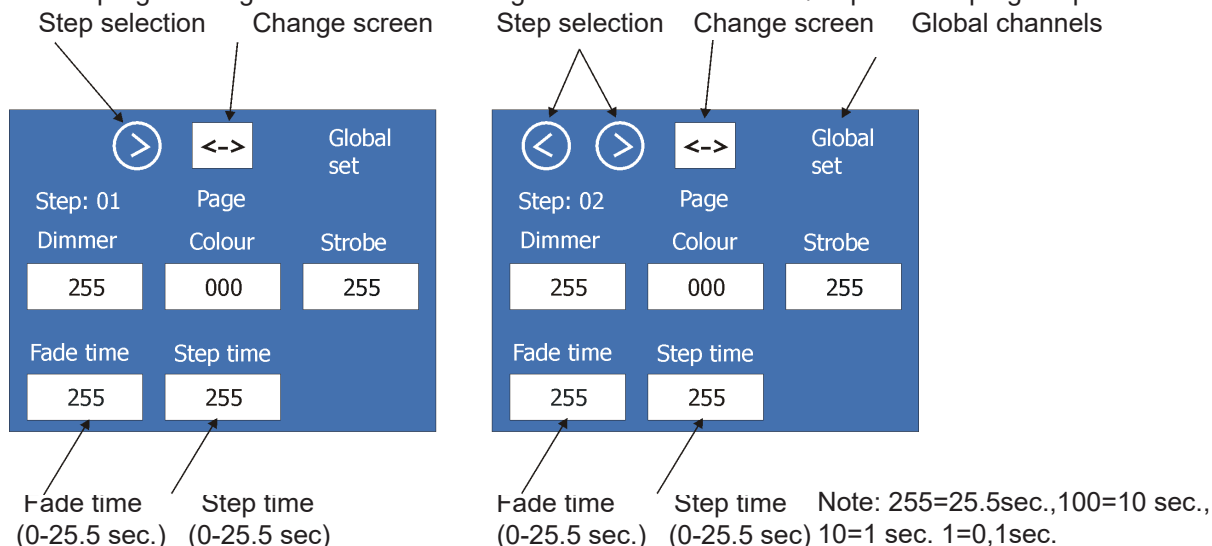 Step selection Change screen Step selection Change screen Global channels
> <-> Global set
Step: 01 Page
Dimmer Colour Strobe
255 000 255
Fade time Step time
255 255
< > <-> Global set
Step: 02 Page
Dimmer Colour Strobe
255 000 255
Fade time Step time
255 255
Fade time Step time
(0-25.5 sec.) (0-25.5 sec)
Fade time Step time Note: 255=25.5sec.,100=10 sec.,
(0-25.5 sec.) (0-25.5 sec) 10=1 sec. 1=0,1sec.